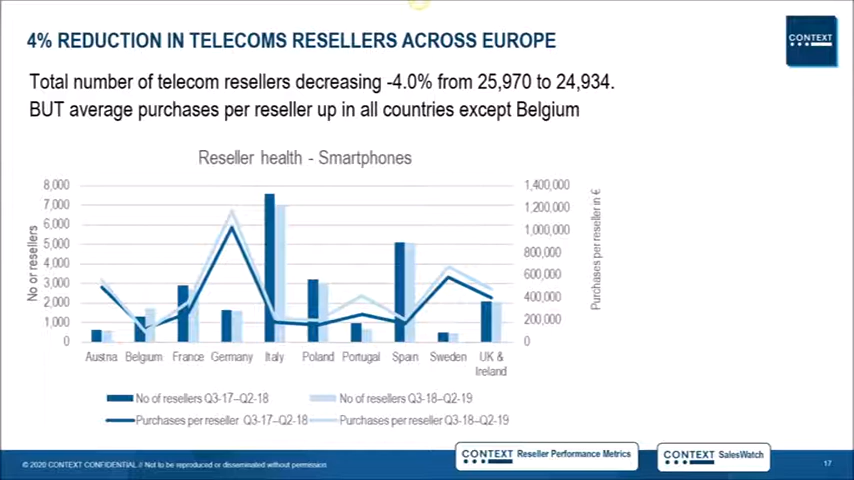 4% REDUCTION IN TELECOMS RESELLERS ACROSS EUROPE
CONTEXT
Total number of telecom resellers decreasing -4.0% from 25,970 to 24,934.
BUT average purchases per reseller up in all countries except Belgium
Reseller health - Smartphones
8,000
7,000
6,000
5,000
4,000
3,000
2,000
1,000
0
No or resellers
1,400,000
1,200,000
1,000,000
800,000
600,000
400,000
200,000
0
Purchases per reseller in €
Austria Belgium France Germany Italy Poland Portugal Spain Sweden UK &
Ireland
No of resellers Q3-17–Q2-18 No of resellers Q3-18–Q2-19
Purchases per reseller Q3-17–Q2-18 Purchases per reseller Q3-18–Q2-19
© 2020 CONTEXT CONFIDENTIAL // Not to be reproduced or disseminated without permission
CONTEXT Reseller Performance Metrics
CONTEXT SalesWatch
17